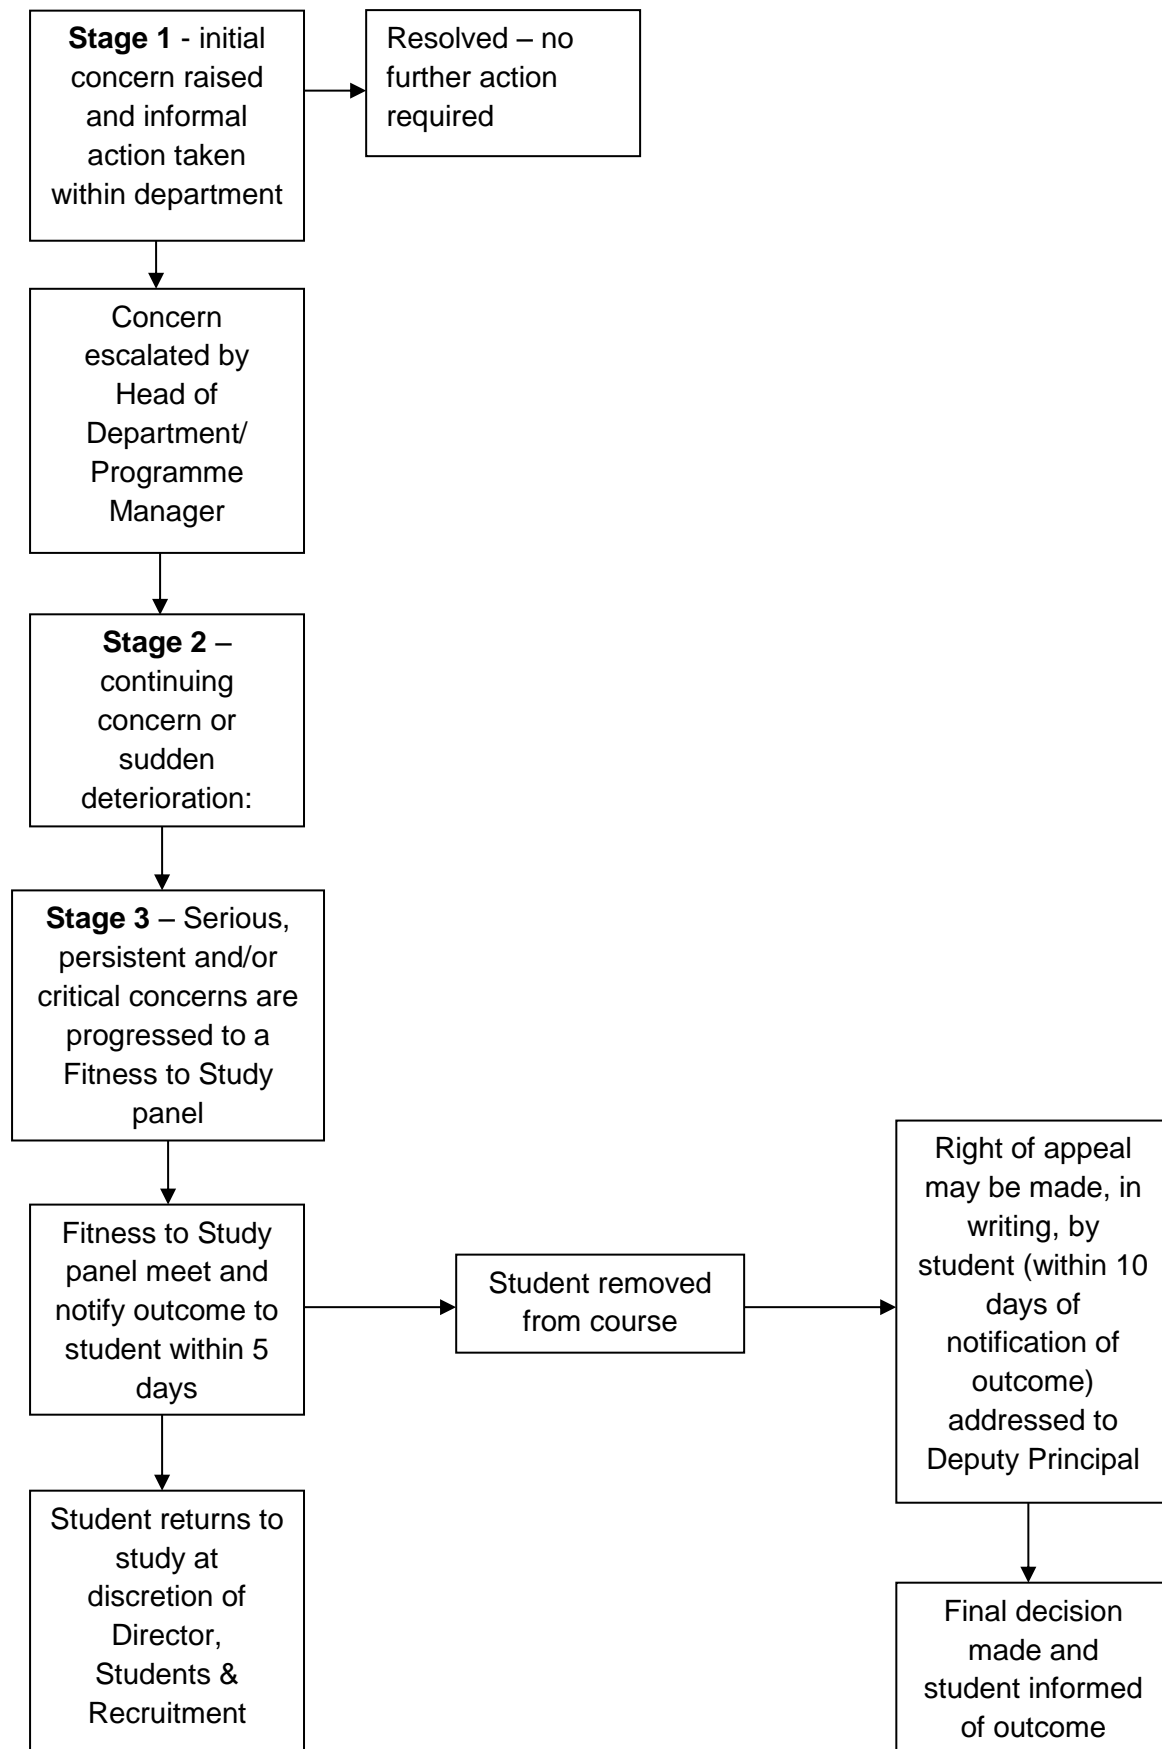 Stage 1 - initial
concern raised
and informal
action taken
within department
Resolved – no
further action
required
Concern
escalated by
Head of
Department/
Programme
Manager
Stage 2 –
continuing
concern or
sudden
deterioration:
Stage 3 – Serious,
persistent and/or
critical concerns are
progressed to a
Fitness to Study
panel
Fitness to Study
panel meet and
notify outcome to
student within 5
days
Student removed
from course
Right of appeal
may be made, in
writing, by
student (within 10
days of
notification of
outcome)
addressed to
Deputy Principal
Student returns to
study at
discretion of
Director,
Students &
Recruitment
Final decision
made and
student informed
of outcome